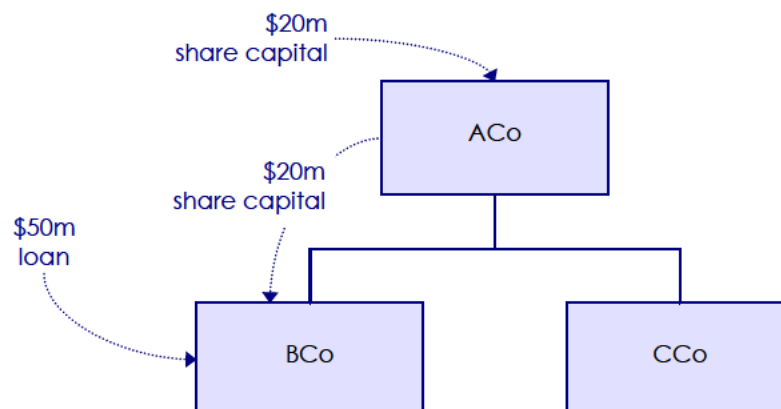 $20m
share capital
ACo
$20m
share capital
$50m
loan
BCo
CCo